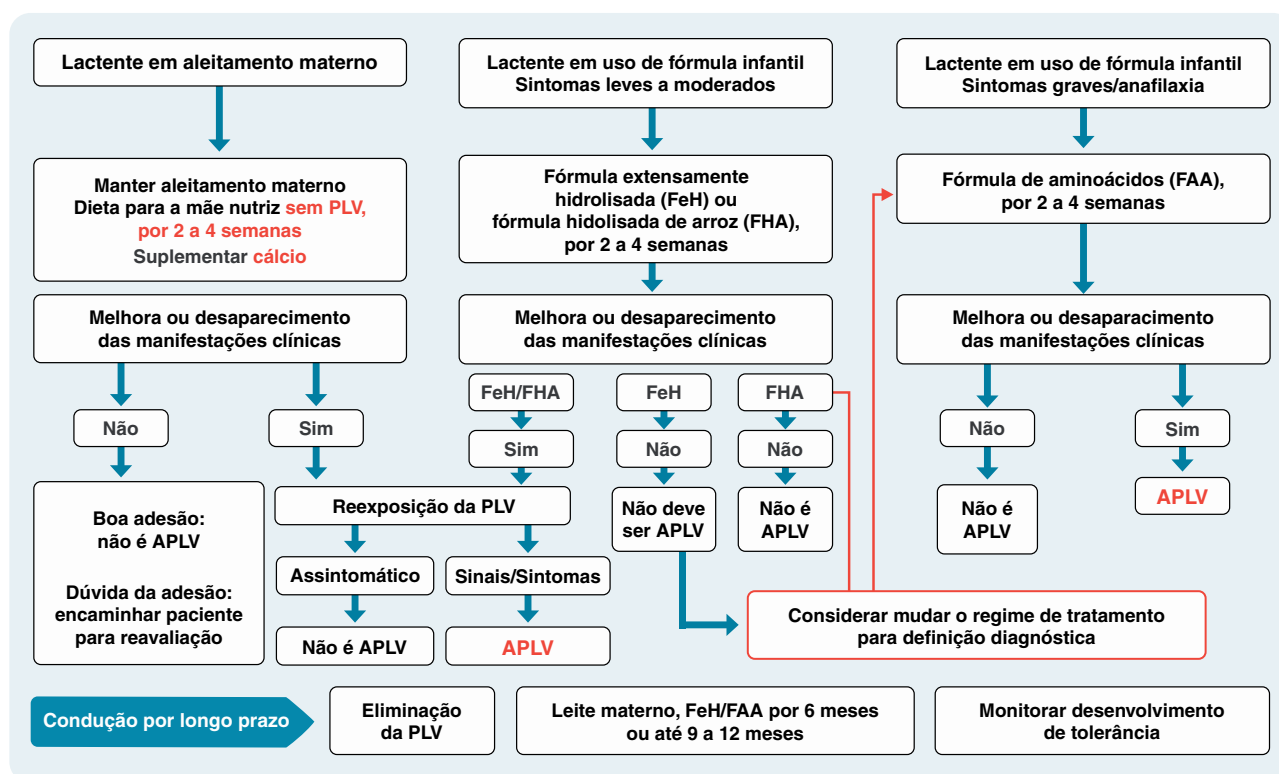 Lactente em aleitamento materno
Manter aleitamento materno
Dieta para a mãe nutriz sem PLV,
por 2 a 4 semanas
Suplementar cálcio
Melhora ou desaparecimento
das manifestações clínicas
Não
Sim
Boa adesão:
não é APLV
Dúvida da adesão:
encaminhar paciente
para reavaliação
Lactente em uso de fórmula infantil
Sintomas leves a moderados
Fórmula extensamente
hidrolisada (FeH) ou
fórmula hidolisada de arroz (FHA),
por 2 a 4 semanas
Melhora ou desaparecimento
das manifestações clínicas
FeH/FHA
FeH
FHA
Sim
Não
Não
Reexposição da PLV
Não deve
ser APLV
Não é
APLV
Assintomático
Sinais/Sintomas
Não é APLV
APLV
Lactente em uso de fórmula infantil
Sintomas graves/anafilaxia
Fórmula de aminoácidos (FAA),
por 2 a 4 semanas
Melhora ou desaparacimento
das manifestações clínicas
Não
Sim
Não é
APLV
APLV
Considerar mudar o regime de tratamento
para definição diagnóstica
Condução por longo prazo
Eliminação
da PLV
Leite materno, FeH/FAA por 6 meses
ou até 9 a 12 meses
Monitorar desenvolvimento
de tolerância